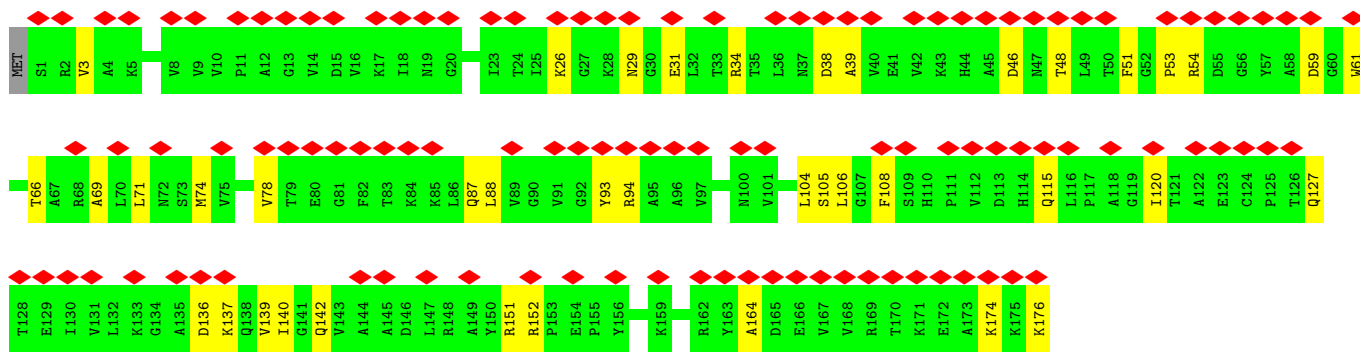 MET S1 R2 V3 A4 K5 V8 V9 V10 P11 A12 G13 V14 D15 V16 K17 I18 N19 G20 I23 T24 I25 K26 G27 K28 N29 G30 E31 L32 T33 R34 T35 L36 N37 D38 A39 V40 E41 V42 K43 H44 A45 D46 N47 T48 L49 T50 F51 G52 P53 R54 D55 G56 Y57 A58 D59 G60 W61
T66 A67 R68 A69 L70 L71 N72 S73 M74 V75 V78 T79 E80 G81 F82 T83 K84 K85 L86 Q87 L88 V89 G90 V91 G92 Y93 R94 A95 A96 V97 N100 V101 L104 S105 L106 G107 F108 S109 H110 P111 V112 D113 H114 Q115 L116 P117 A118 G119 I120 T121 A122 E123 C124 P125 T126 Q127
T128 E129 I130 V131 L132 K133 G134 A135 D136 K137 Q138 V139 I140 G141 Q142 V143 A144 A145 D146 L147 R148 A149 Y150 R151 R152 P153 E154 P155 Y156 K159 R162 Y163 A164 D165 E166 V167 V168 R169 T170 K171 E172 A173 K174 K175 K176